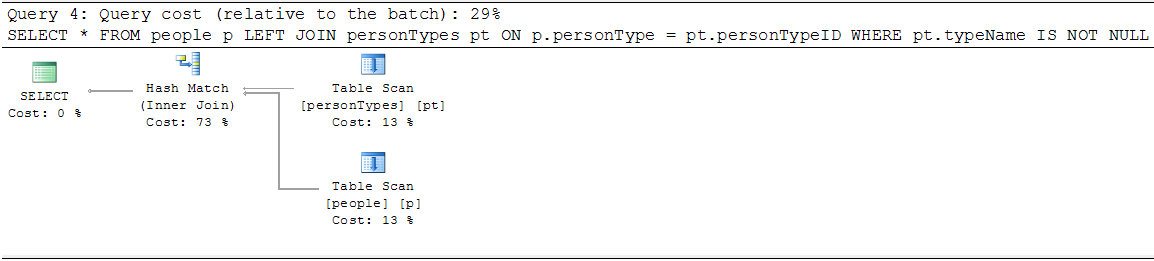 Query 4: Query cost (relative to the batch): 29%
SELECT * FROM people p LEFT JOIN personTypes pt ON p.personType = pt.personTypeID WHERE pt.typeName IS NOT NULL
SELECT
Cost: 0 %
Hash Match
(Inner Join)
Cost: 73 %
Table Scan
[personTypes] [pt]
Cost: 13 %
Table Scan
[people] [p]
Cost: 13 %